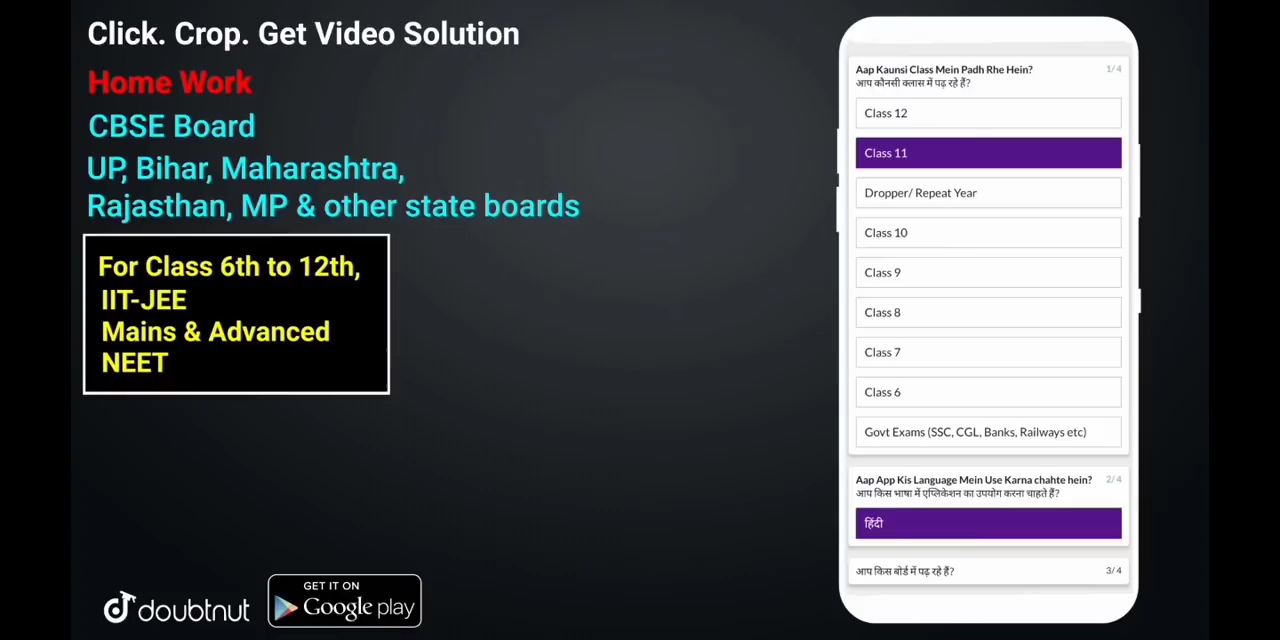 Click. Crop. Get Video Solution
Home Work
CBSE Board
UP, Bihar, Maharashtra,
Rajasthan, MP & other state boards
For Class 6th to 12th,
IIT-JEE
Mains & Advanced
NEET
doubtnut
GET IT ON
Google play
Aap Kaunsi Class Mein Padh Rhe Hein? 1/4
आप कौनसी क्लास में पढ़ रहे हैं?
Class 12
Class 11
Dropper/ Repeat Year
Class 10
Class 9
Class 8
Class 7
Class 6
Govt Exams (SSC, CGL, Banks, Railways etc)
Aap App Kis Language Mein Use Karna chahte hein? 2/4
आप किस भाषा में एप्लिकेशन का उपयोग करना चाहते हैं?
हिंदी
आप किस बोर्ड में पढ़ रहे हैं? 3/4